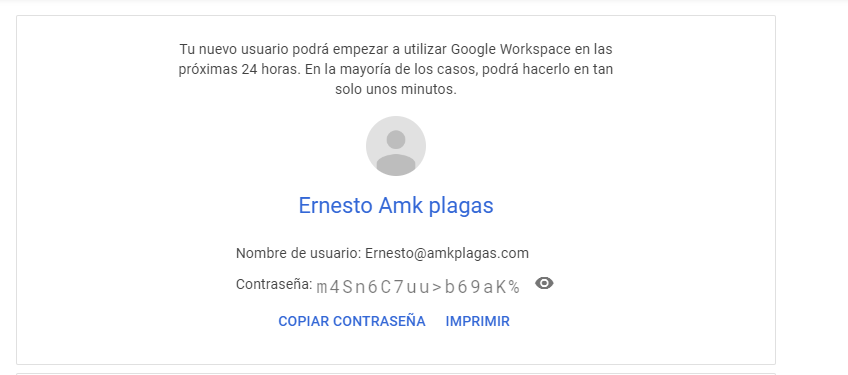 Tu nuevo usuario podrá empezar a utilizar Google Workspace en las
próximas 24 horas. En la mayoría de los casos, podrá hacerlo en tan
solo unos minutos.
Ernesto Amk plagas
Nombre de usuario: Ernesto@amkplagas.com
Contraseña: m4Sn6C7uu>b69aK%
COPIAR CONTRASEÑA IMPRIMIR